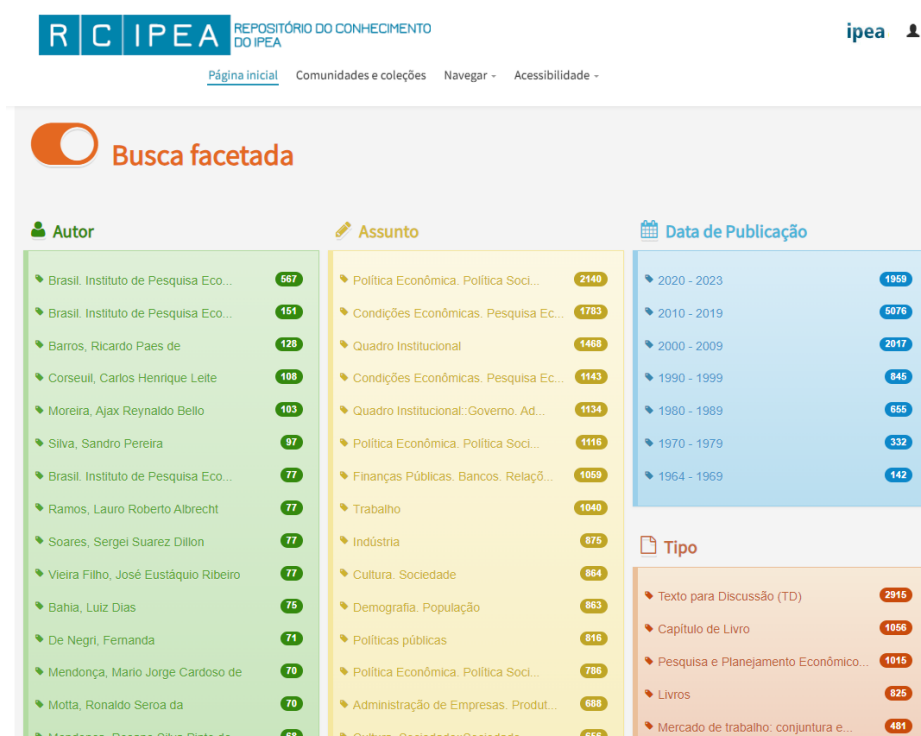 RCIPEA REPOSITÓRIO DO CONHECIMENTO
DO IPEA
ipea
Página inicial Comunidades e coleções Navegar Acessibilidade
Busca facetada
Autor
Brasil. Instituto de Pesquisa Eco... 567
Brasil. Instituto de Pesquisa Eco... 151
Barros, Ricardo Paes de 128
Corseuil, Carlos Henrique Leite 108
Moreira, Ajax Reynaldo Bello 103
Silva, Sandro Pereira 97
Brasil. Instituto de Pesquisa Eco... 77
Ramos, Lauro Roberto Albrecht 77
Soares, Sergei Suarez Dillon 77
Vieira Filho, José Eustáquio Ribeiro 77
Bahia, Luiz Dias 75
De Negri, Fernanda 71
Mendonça, Mario Jorge Cardoso de 70
Motta, Ronaldo Seroa da 70
68
Assunto
Política Econômica. Política Soci... 2140
Condições Econômicas. Pesquisa Ec... 1783
Quadro Institucional 1468
Condições Econômicas. Pesquisa Ec... 1143
Quadro Institucional::Governo. Ad... 1134
Política Econômica. Política Soci... 1116
Finanças Públicas. Bancos. Relaçõ... 1059
Trabalho 1040
Indústria 875
Cultura. Sociedade 864
Demografia. População 863
Políticas públicas 816
Política Econômica. Política Soci... 786
Administração de Empresas. Produt... 688
Data de Publicação
2020 - 2023 1959
2010 - 2019 5076
2000 - 2009 2017
1990 - 1999 845
1980 - 1989 655
1970 - 1979 332
1964 - 1969 142
Tipo
Texto para Discussão (TD) 2915
Capítulo de Livro 1056
Pesquisa e Planejamento Econômico... 1015
Livros 825
Mercado de trabalho: conjuntura e... 481